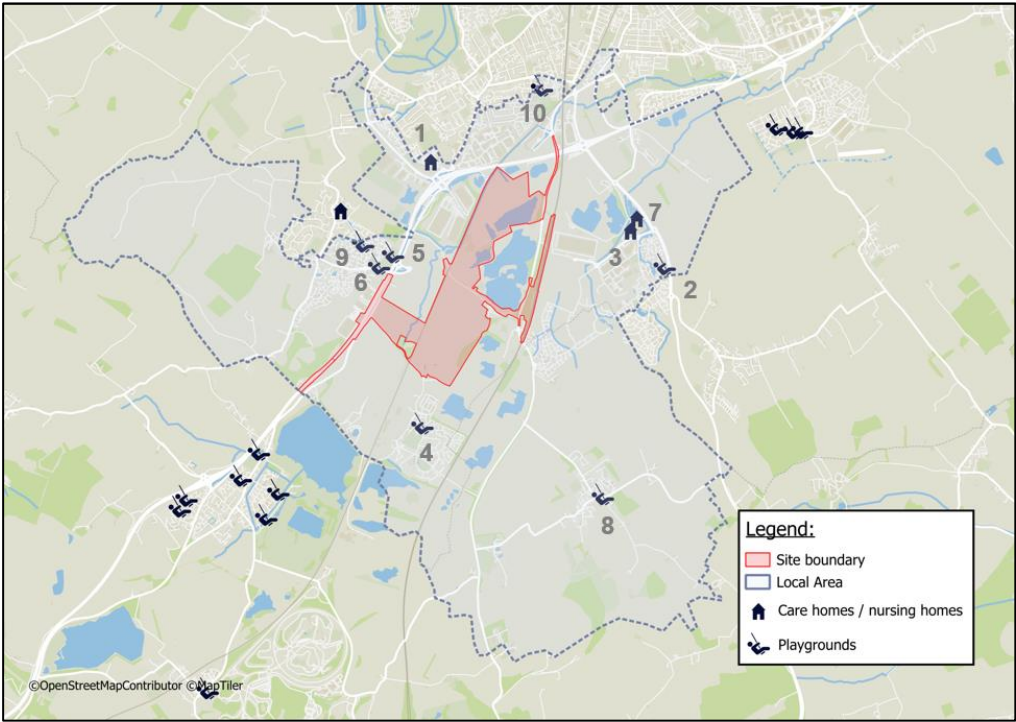 10
1
7
3
5
9
6
2
4
8
Legend:
Site boundary
Local Area
Care homes / nursing homes
Playgrounds
©OpenStreetMapContributor ©MapTiler